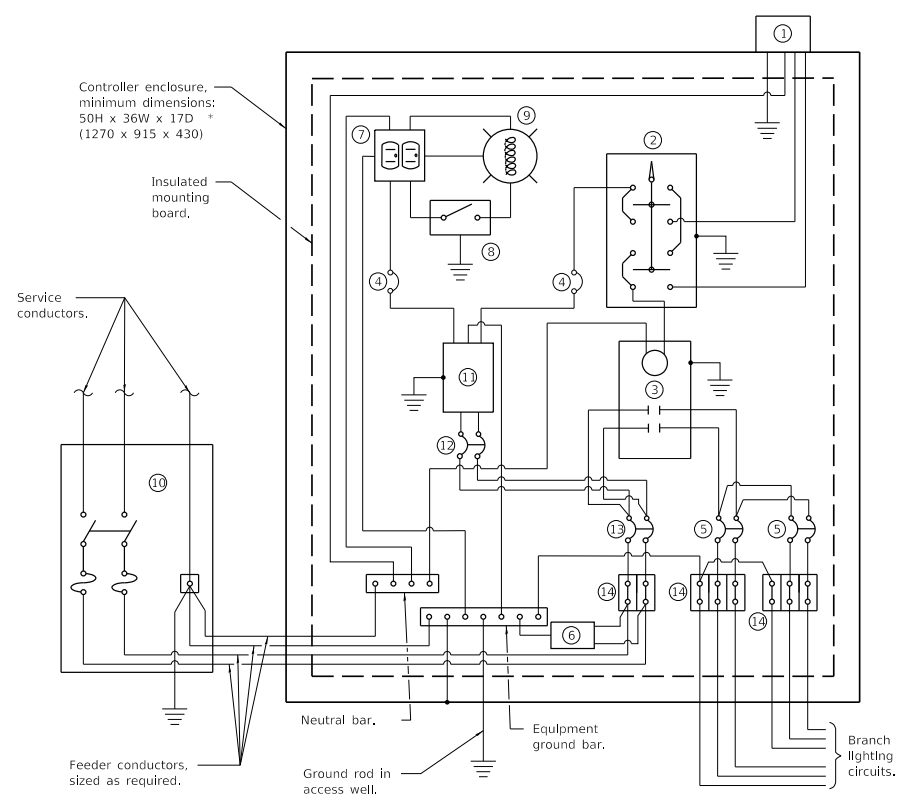 1
Controller enclosure,
minimum dimensions:
50H x 36W x 17D *
(1270 x 915 x 430)
9
7
2
Insulated
mounting
board.
8
4
4
Service
conductors.
11
3
12
10
13
5
5
14
14
14
6
Neutral bar.
Equipment
ground bar.
Branch
lighting
circuits.
Feeder conductors,
sized as required.
Ground rod in
access well.